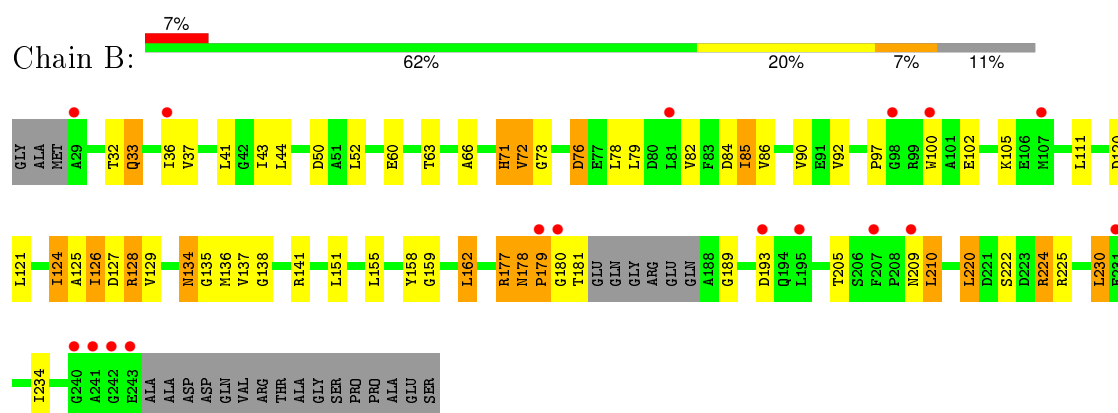 7%
Chain B:
62% 20% 7% 11%
GLY ALA MET A29 T32 Q33 I36 V37 L41 G42 I43 L44 D50 A51 L52 E60 T63 A66 H71 V72 G73 D76 E77 L78 L79 D80 L81 V82 F83 D84 I85 V86 V90 E91 V92 P97 G98 R99 W100 A101 E102 K105 E106 M107 L111 D120
L121 I124 A125 I126 D127 R128 V129 N134 G135 M136 V137 G138 R141 L151 L155 Y158 G159 L162 R177 N178 P179 G180 T181 GLU GLN GLY ARG GLU GLN A188 G189 D193 Q194 L195 T205 S206 F207 P208 N209 L210 L220 D221 S222 D223 R224 R225 L230 E231
I234 G240 A241 G242 E243 ALA ALA ASP ASP GLN VAL ARG THR ALA GLY SER PRO PRO ALA GLU SER